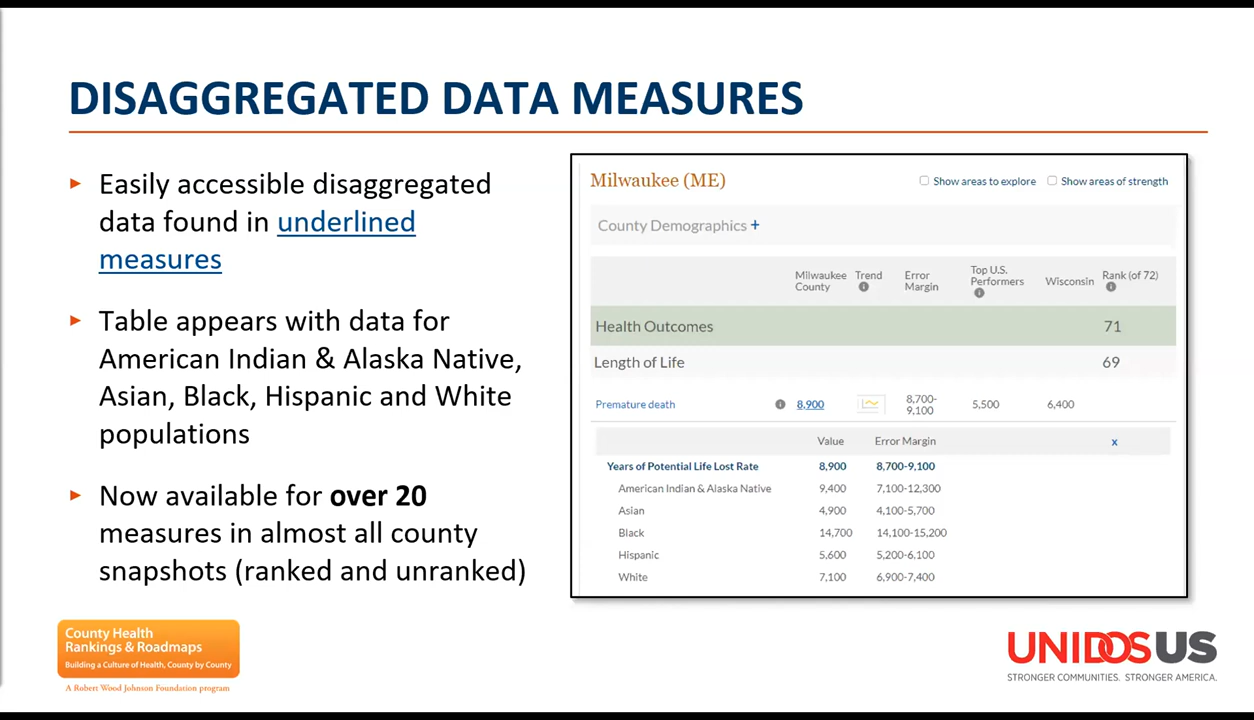 DISAGGREGATED DATA MEASURES
Easily accessible disaggregated
data found in underlined
measures
Table appears with data for
American Indian & Alaska Native,
Asian, Black, Hispanic and White
populations
Now available for over 20
measures in almost all county
snapshots (ranked and unranked)
Milwaukee (ME)
Show areas to explore Show areas of strength
County Demographics +
Milwaukee County Trend Error Margin Top U.S. Performers Wisconsin Rank (of 72)
Health Outcomes 71
Length of Life 69
Premature death 8,900 8,700-9,100 5,500 6,400
Value Error Margin x
Years of Potential Life Lost Rate 8,900 8,700-9,100
American Indian & Alaska Native 9,400 7,100-12,300
Asian 4,900 4,100-5,700
Black 14,700 14,100-15,200
Hispanic 5,600 5,200-6,100
White 7,100 6,900-7,400
County Health
Rankings & Roadmaps
Building a Culture of Health, County by County
A Robert Wood Johnson Foundation program
UNIDOSUS
STRONGER COMMUNITIES. STRONGER AMERICA.